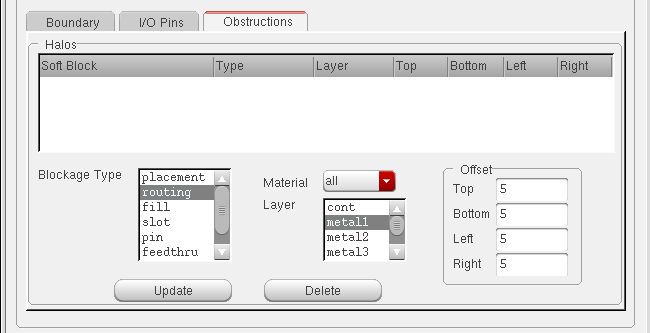 Boundary I/O Pins Obstructions
Halos
Soft Block Type Layer Top Bottom Left Right
Blockage Type
placement
routing
fill
slot
pin
feedthru
Material all
Layer
cont
metal1
metal2
metal3
Offset
Top 5
Bottom 5
Left 5
Right 5
Update Delete